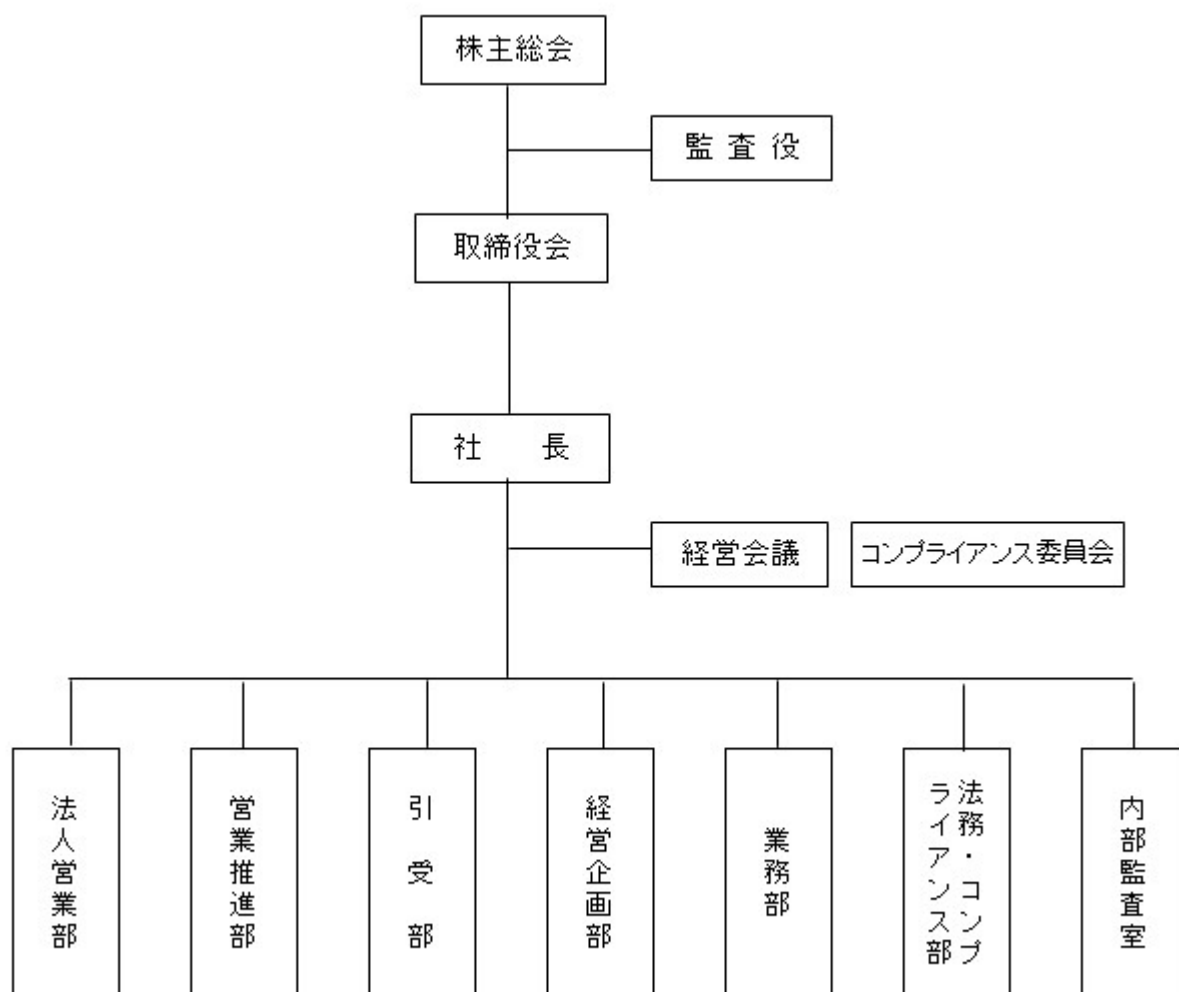 株主総会
監査役
取締役会
社長
経営会議
コンプライアンス委員会
法人営業部
営業推進部
引受部
経営企画部
業務部
法務・コンプ
ライアンス部
内部監査室